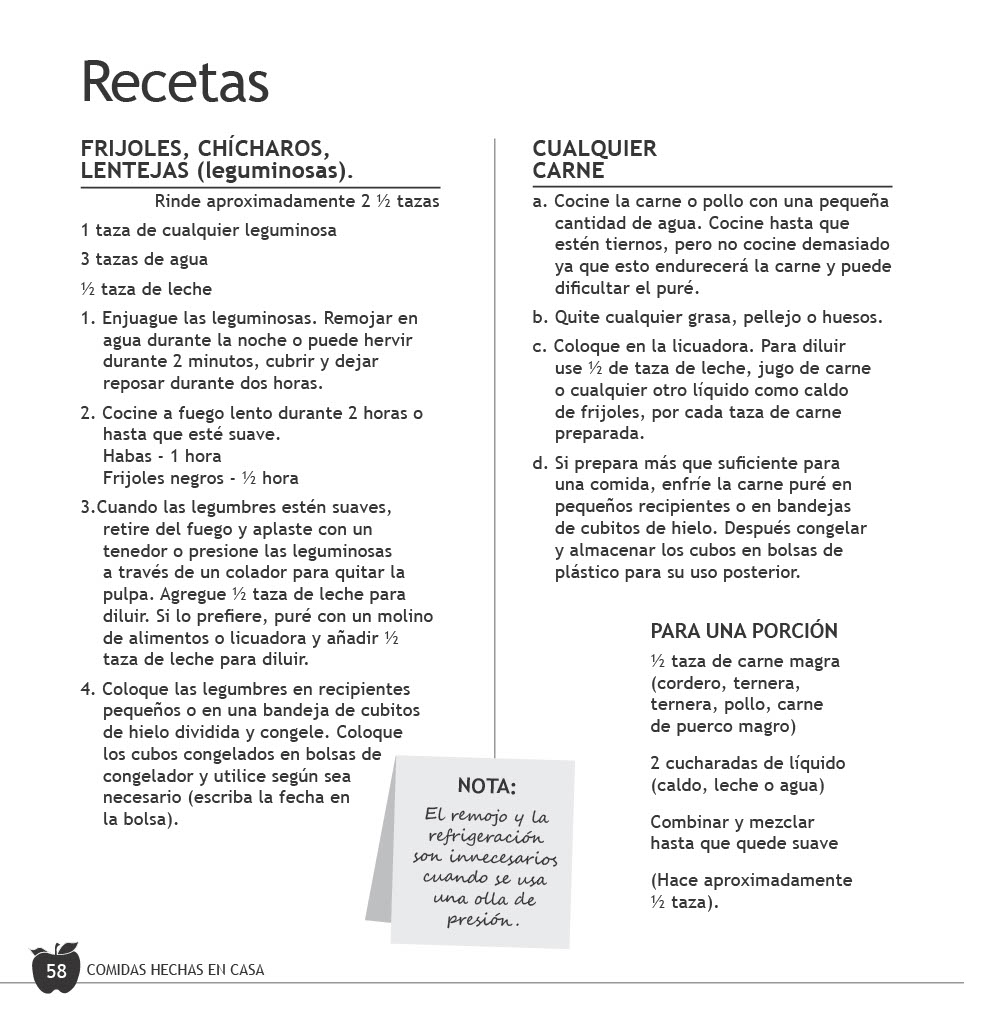 Recetas
FRIJOLES, CHÍCHAROS,
LENTEJAS (leguminosas).
Rinde aproximadamente 2 ½ tazas
1 taza de cualquier leguminosa
3 tazas de agua
½ taza de leche
1. Enjuague las leguminosas. Remojar en
agua durante la noche o puede hervir
durante 2 minutos, cubrir y dejar
reposar durante dos horas.
2. Cocine a fuego lento durante 2 horas o
hasta que esté suave.
Habas - 1 hora
Frijoles negros - ½ hora
3.Cuando las legumbres estén suaves,
retire del fuego y aplaste con un
tenedor o presione las leguminosas
a través de un colador para quitar la
pulpa. Agregue ½ taza de leche para
diluir. Si lo prefiere, puré con un molino
de alimentos o licuadora y añadir ½
taza de leche para diluir.
4. Coloque las legumbres en recipientes
pequeños o en una bandeja de cubitos
de hielo dividida y congele. Coloque
los cubos congelados en bolsas de
congelador y utilice según sea
necesario (escriba la fecha en
la bolsa).
NOTA:
El remojo y la
refrigeración
son innecesarios
cuando se usa
una olla de
presión.
CUALQUIER
CARNE
a. Cocine la carne o pollo con una pequeña
cantidad de agua. Cocine hasta que
estén tiernos, pero no cocine demasiado
ya que esto endurecerá la carne y puede
dificultar el puré.
b. Quite cualquier grasa, pellejo o huesos.
c. Coloque en la licuadora. Para diluir
use ½ de taza de leche, jugo de carne
o cualquier otro líquido como caldo
de frijoles, por cada taza de carne
preparada.
d. Si prepara más que suficiente para
una comida, enfríe la carne puré en
pequeños recipientes o en bandejas
de cubitos de hielo. Después congelar
y almacenar los cubos en bolsas de
plástico para su uso posterior.
PARA UNA PORCIÓN
½ taza de carne magra
(cordero, ternera,
ternera, pollo, carne
de puerco magro)
2 cucharadas de líquido
(caldo, leche o agua)
Combinar y mezclar
hasta que quede suave
(Hace aproximadamente
½ taza).
58 COMIDAS HECHAS EN CASA